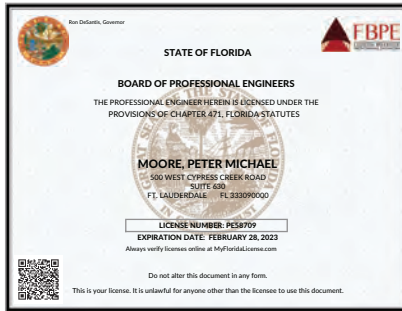 Ron DeSantis, Governor
FBPE
STATE OF FLORIDA
BOARD OF PROFESSIONAL ENGINEERS
THE PROFESSIONAL ENGINEER HEREIN IS LICENSED UNDER THE
PROVISIONS OF CHAPTER 471, FLORIDA STATUTES
MOORE, PETER MICHAEL
500 WEST CYPRESS CREEK ROAD
SUITE 630
FT. LAUDERDALE FL 333090000
LICENSE NUMBER: PE58709
EXPIRATION DATE: FEBRUARY 28, 2023
Always verify licenses online at MyFloridaLicense.com
Do not alter this document in any form.
This is your license. It is unlawful for anyone other than the licensee to use this document.